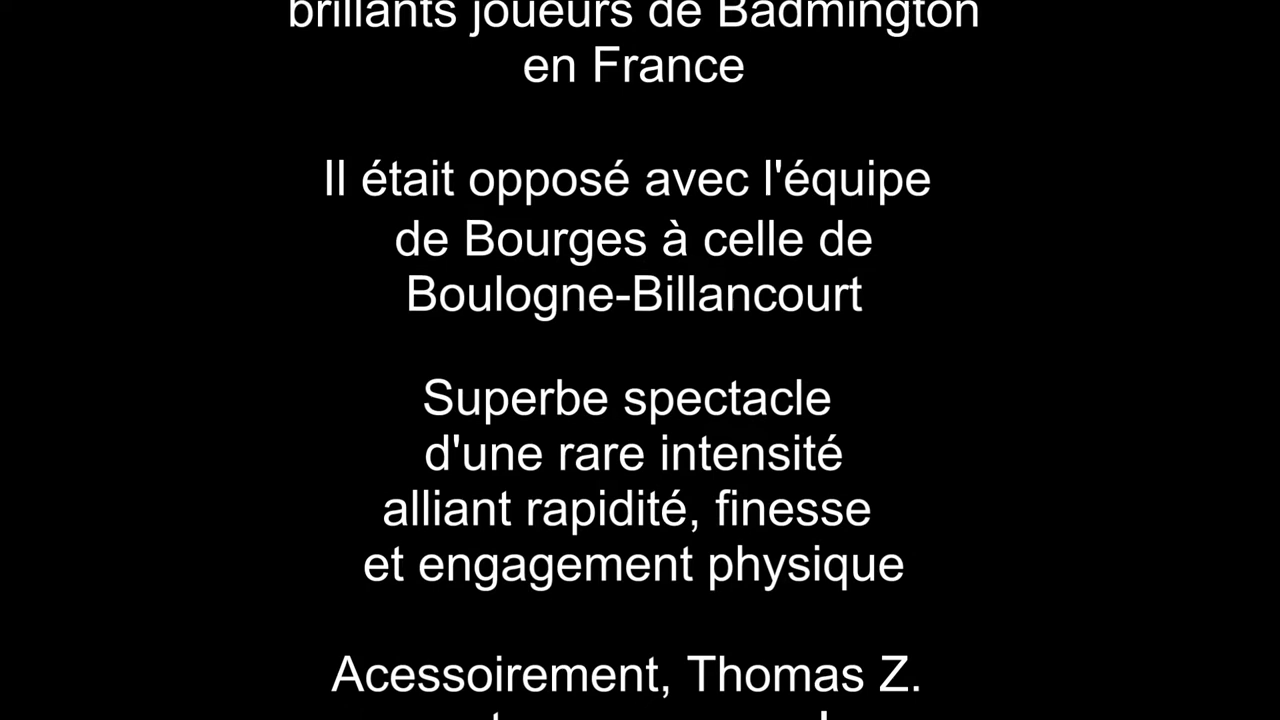 brillants joueurs de Badmington
en France
Il était opposé avec l'équipe
de Bourges à celle de
Boulogne-Billancourt
Superbe spectacle
d'une rare intensité
alliant rapidité, finesse
et engagement physique
Acessoirement, Thomas Z.